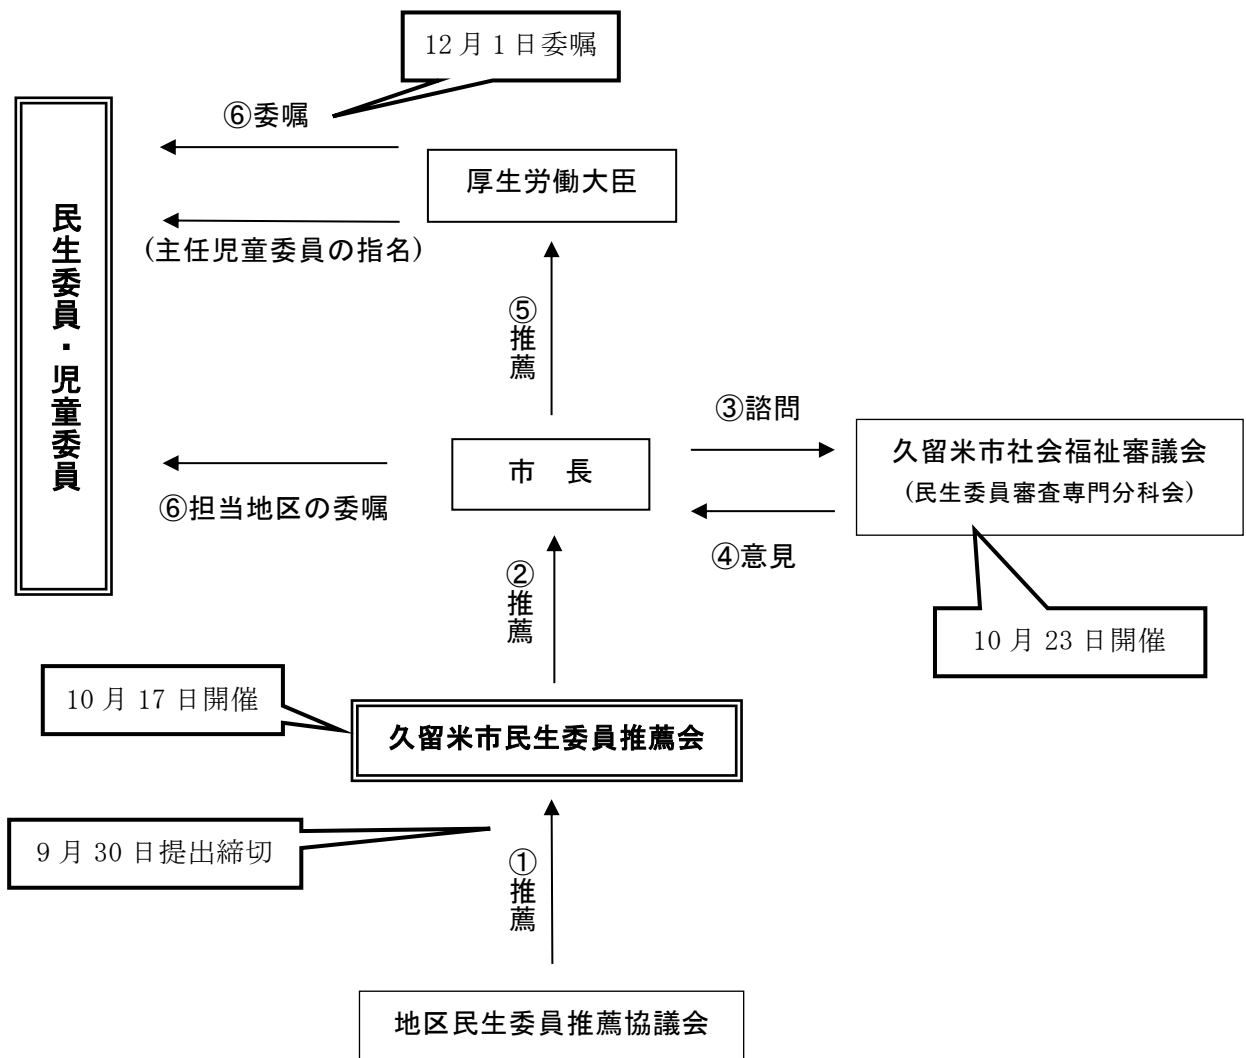 12月1日委嘱
⑥委嘱
厚生労働大臣
(主任児童委員の指名)
民生委員・児童委員
⑤推薦
③諮問
久留米市社会福祉審議会
(民生委員審査専門分科会)
市　長
⑥担当地区の委嘱
④意見
②推薦
10月23日開催
10月17日開催
久留米市民生委員推薦会
9月30日提出締切
①推薦
地区民生委員推薦協議会